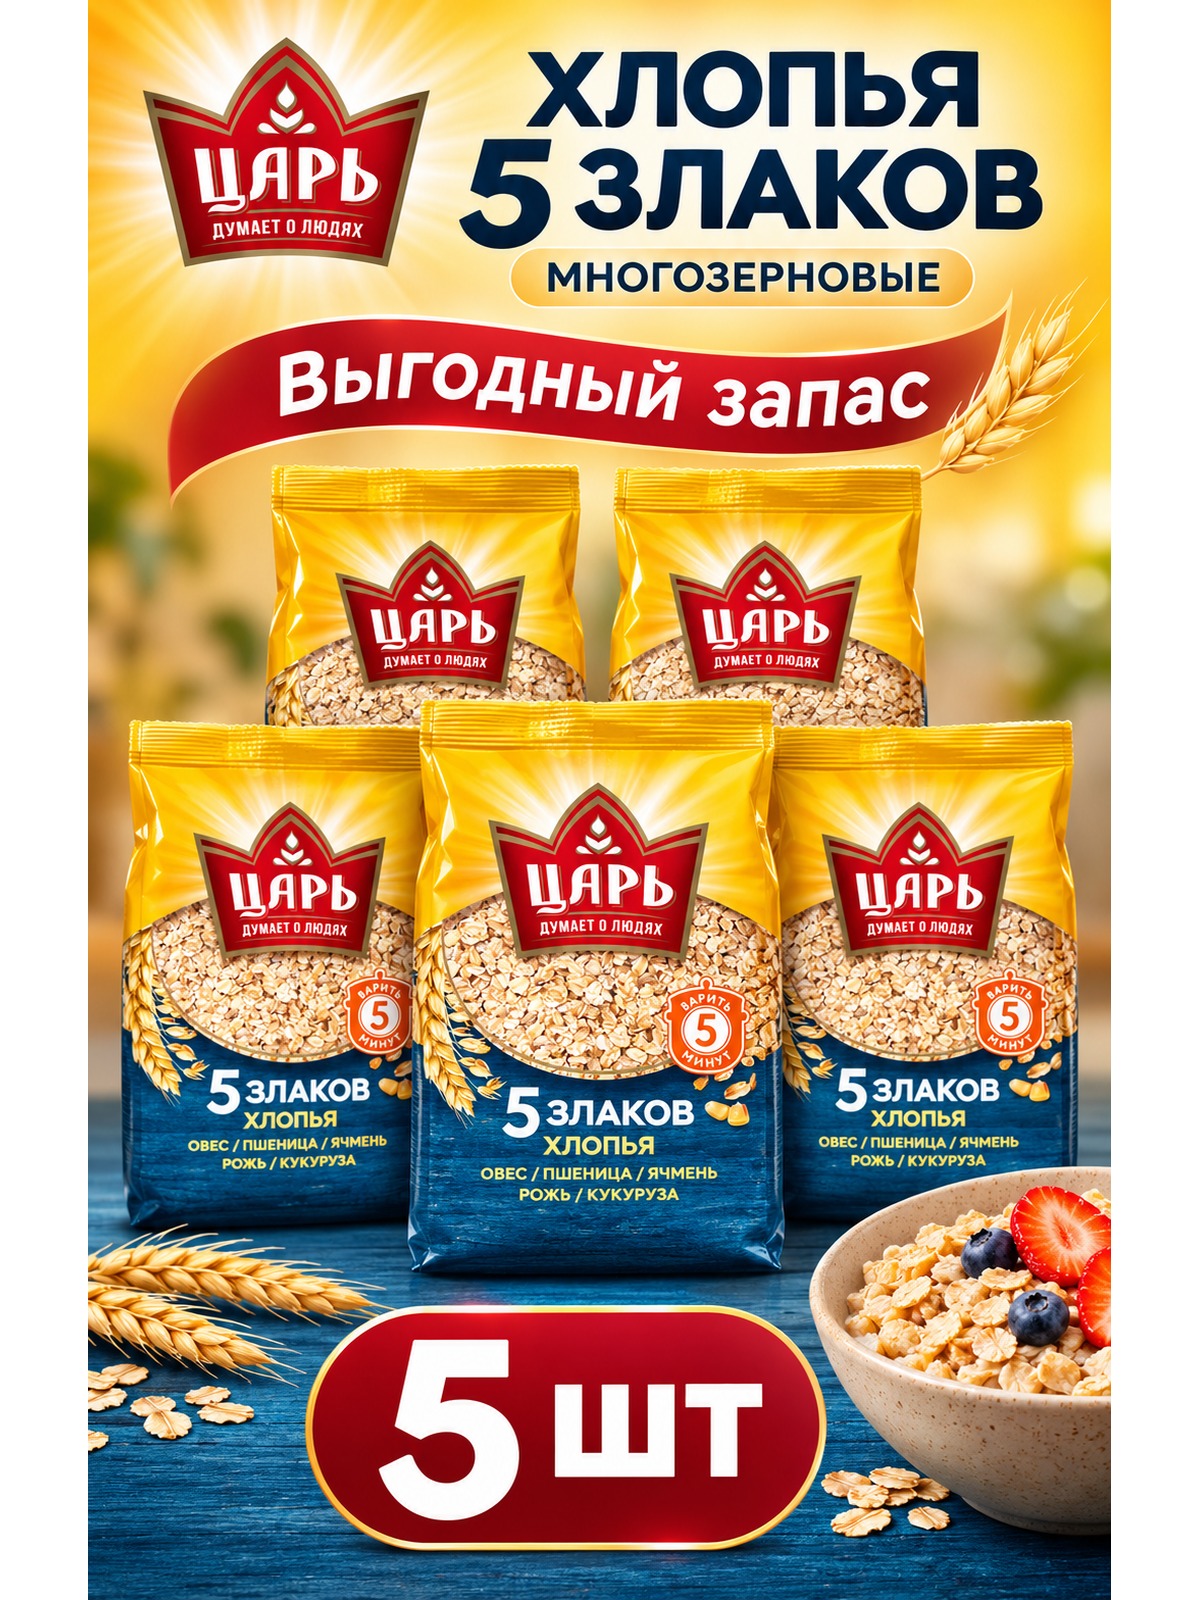 ЦАРЬ
ДУМАЕТ О ЛЮДЯХ
ХЛОПЬЯ
5 ЗЛАКОВ
МНОГОЗЕРНОВЫЕ
Выгодный запас
ЦАРЬ
ДУМАЕТ О ЛЮДЯХ
ЦАРЬ
ДУМАЕТ О ЛЮДЯХ
ЦАРЬ
ДУМАЕТ О ЛЮДЯХ
ВАРИТЬ
5
МИНУТ
5 ЗЛАКОВ
ХЛОПЬЯ
ОВЕС / ПШЕНИЦА / ЯЧМЕНЬ
РОЖЬ / КУКУРУЗА
ЦАРЬ
ДУМАЕТ О ЛЮДЯХ
ВАРИТЬ
5
МИНУТ
5 ЗЛАКОВ
ХЛОПЬЯ
ОВЕС / ПШЕНИЦА / ЯЧМЕНЬ
РОЖЬ / КУКУРУЗА
ЦАРЬ
ДУМАЕТ О ЛЮДЯХ
ВАРИТЬ
5
МИНУТ
5 ЗЛАКОВ
ХЛОПЬЯ
ОВЕС / ПШЕНИЦА / ЯЧМЕНЬ
РОЖЬ / КУКУРУЗА
5 шт